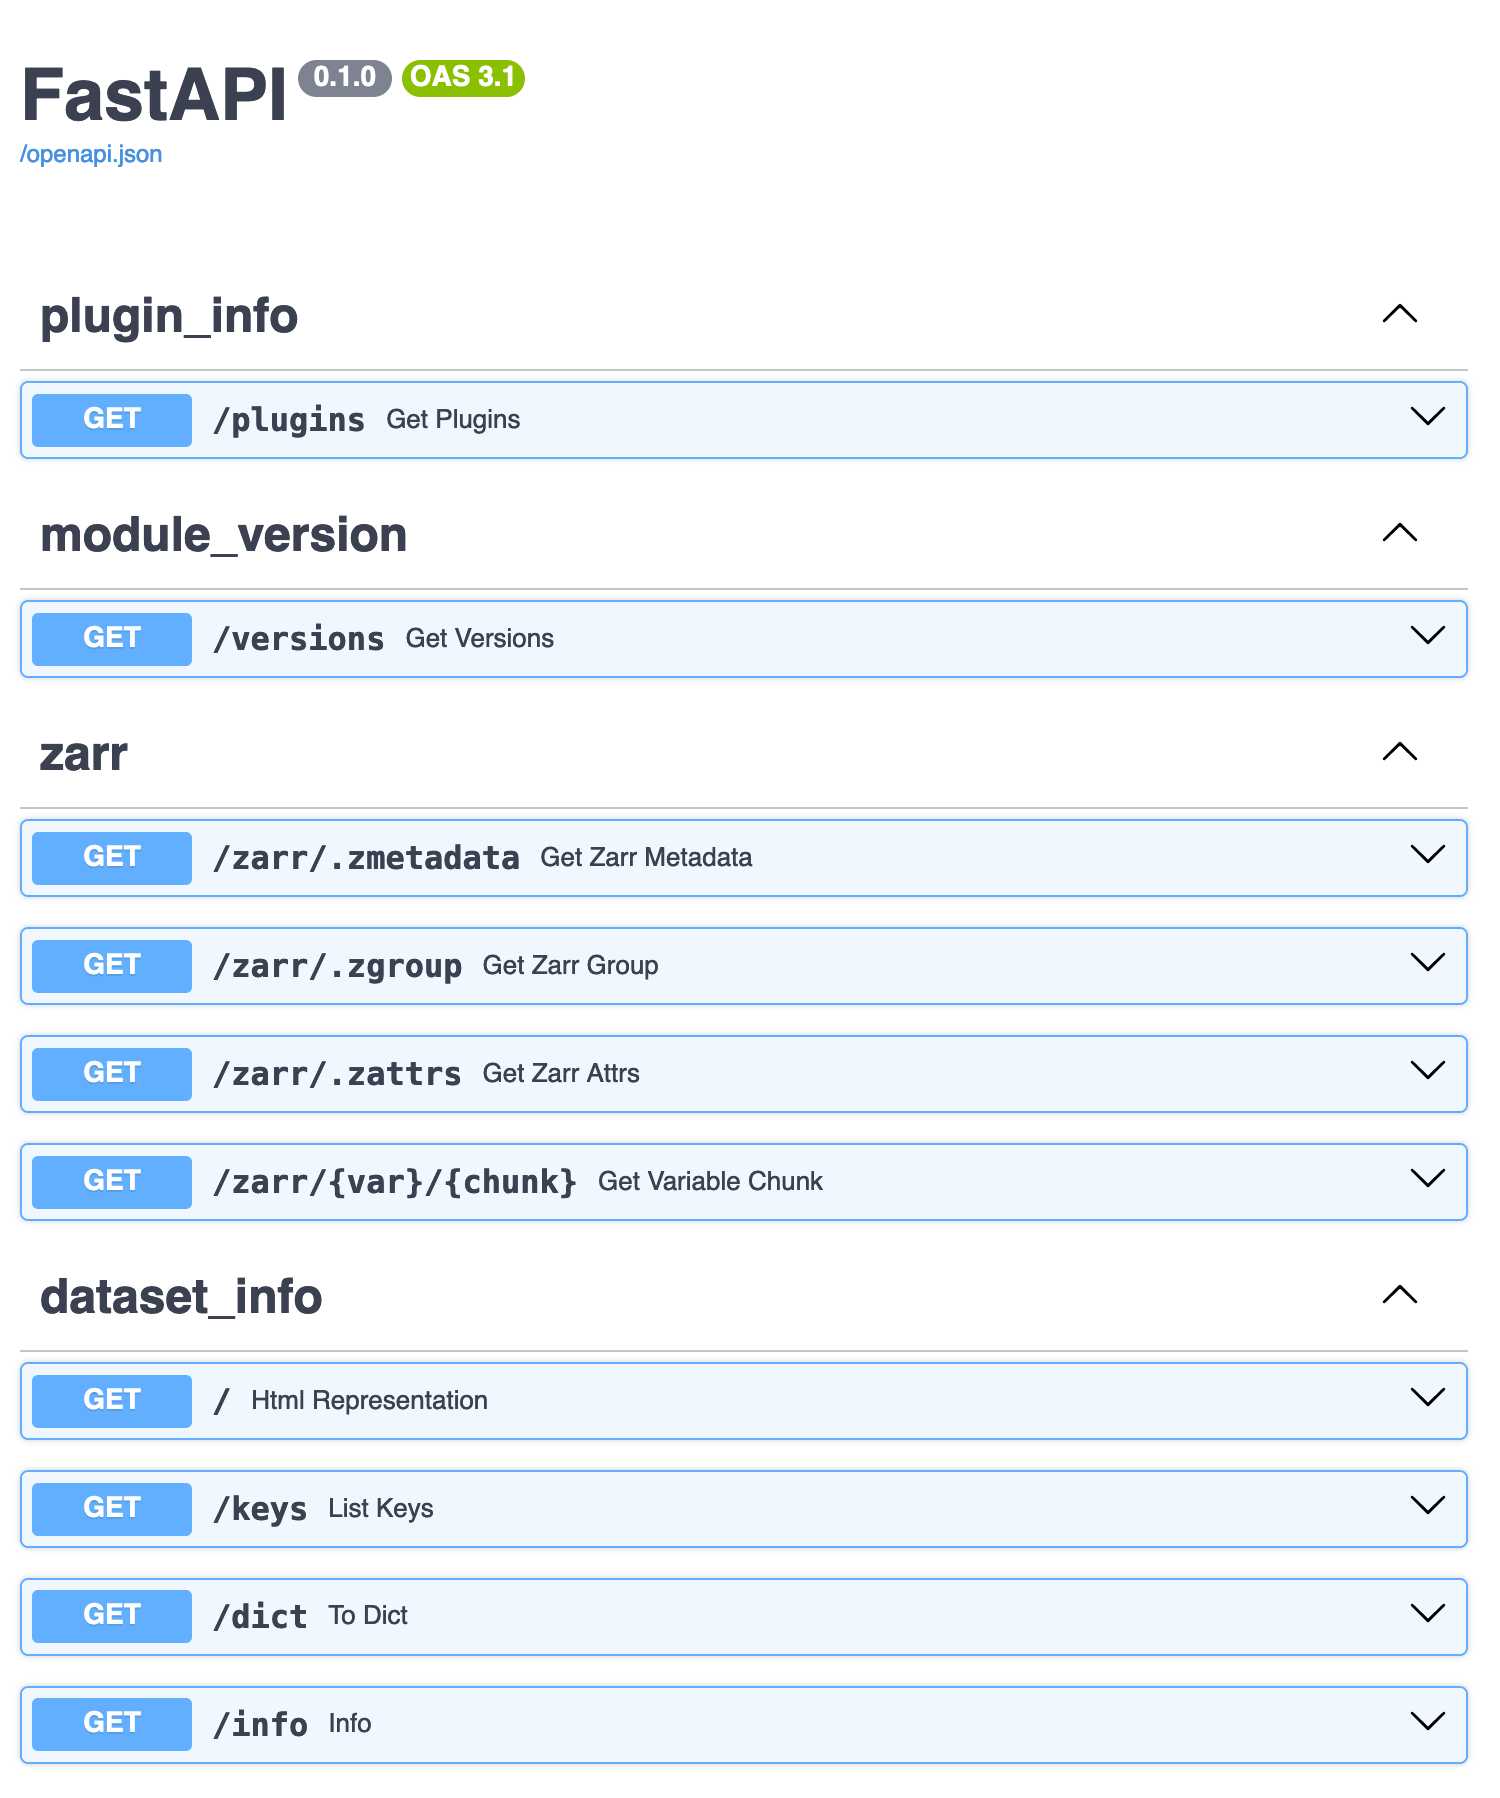 FastAPI 0.1.0 OAS 3.1
/openapi.json
plugin_info
GET /plugins Get Plugins
module_version
GET /versions Get Versions
zarr
GET /zarr/.zmetadata Get Zarr Metadata
GET /zarr/.zgroup Get Zarr Group
GET /zarr/.zattrs Get Zarr Attrs
GET /zarr/{var}/{chunk} Get Variable Chunk
dataset_info
GET / Html Representation
GET /keys List Keys
GET /dict To Dict
GET /info Info